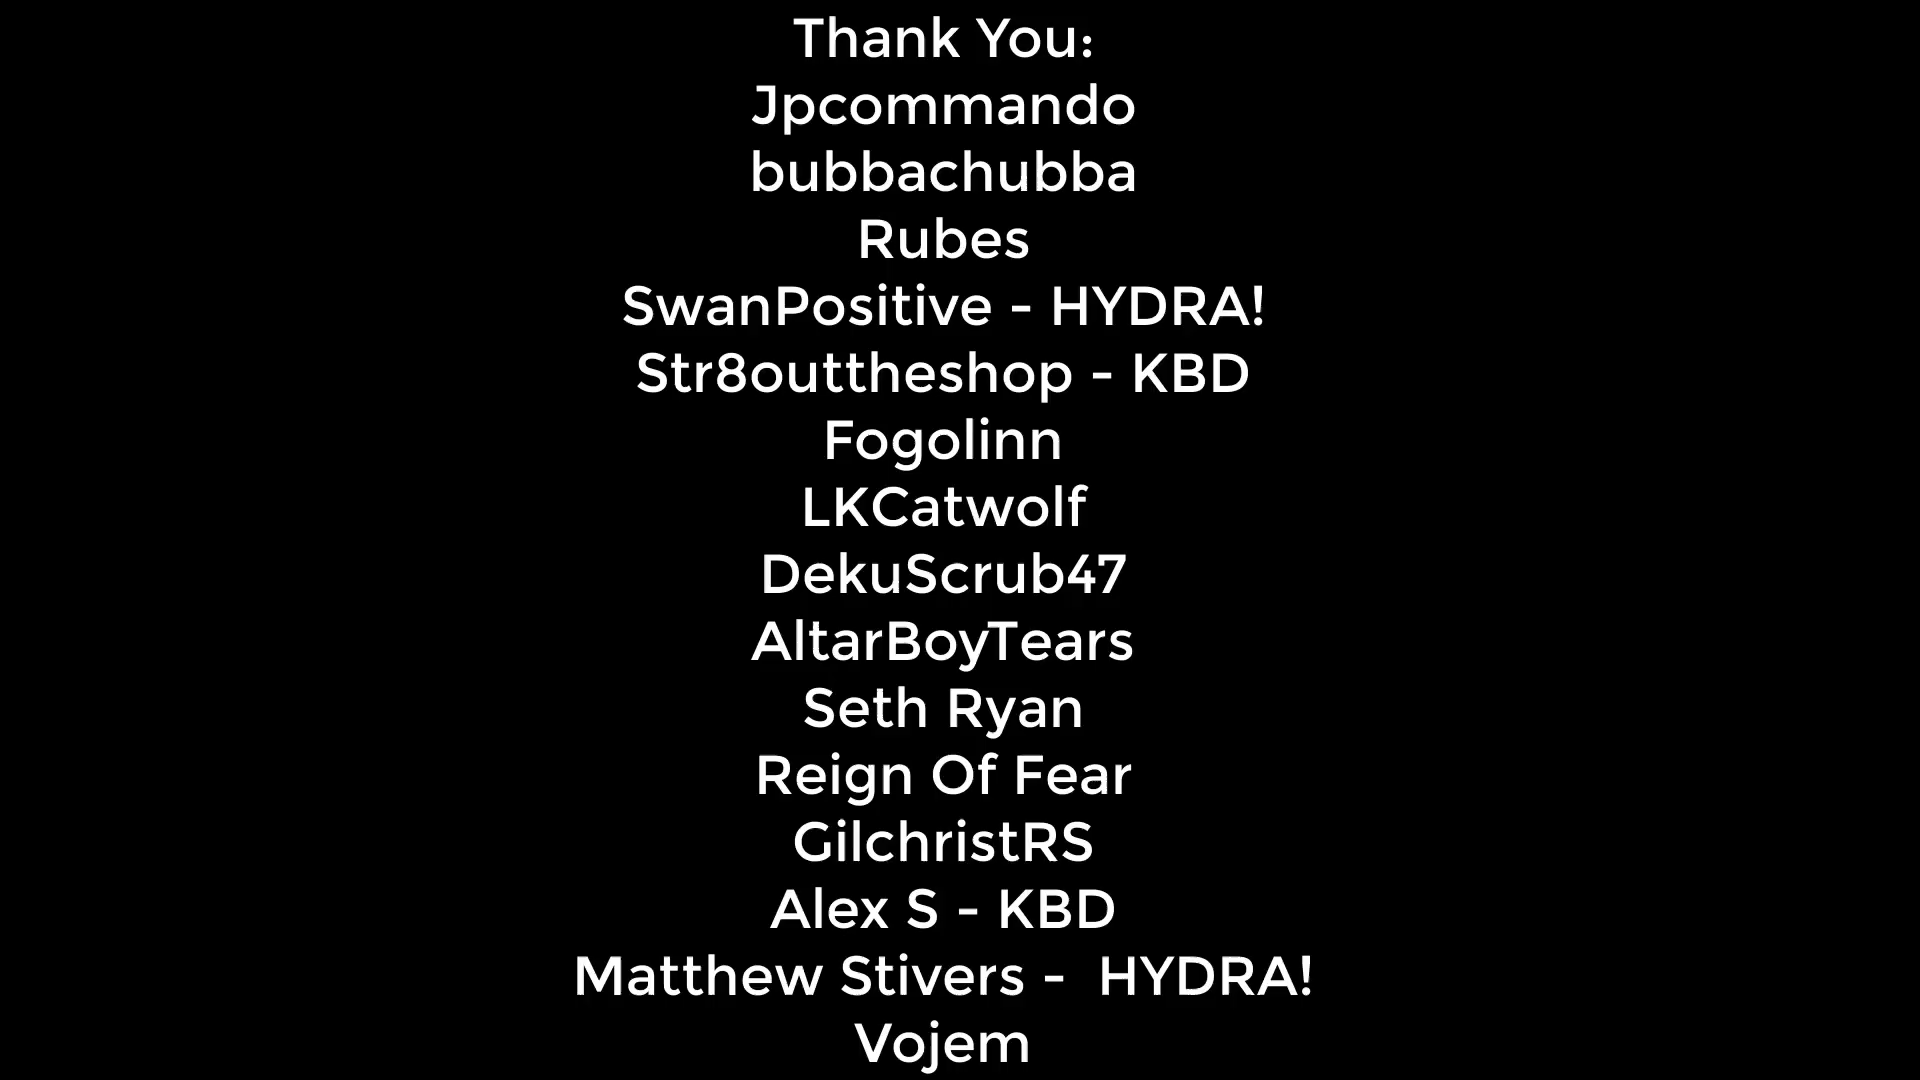 Thank You:
Jpcommando
bubbachubba
Rubes
SwanPositive - HYDRA!
Str8outtheshop - KBD
Fogolinn
LKCatwolf
DekuScrub47
AltarBoyTears
Seth Ryan
Reign Of Fear
GilchristRS
Alex S - KBD
Matthew Stivers -  HYDRA!
Vojem